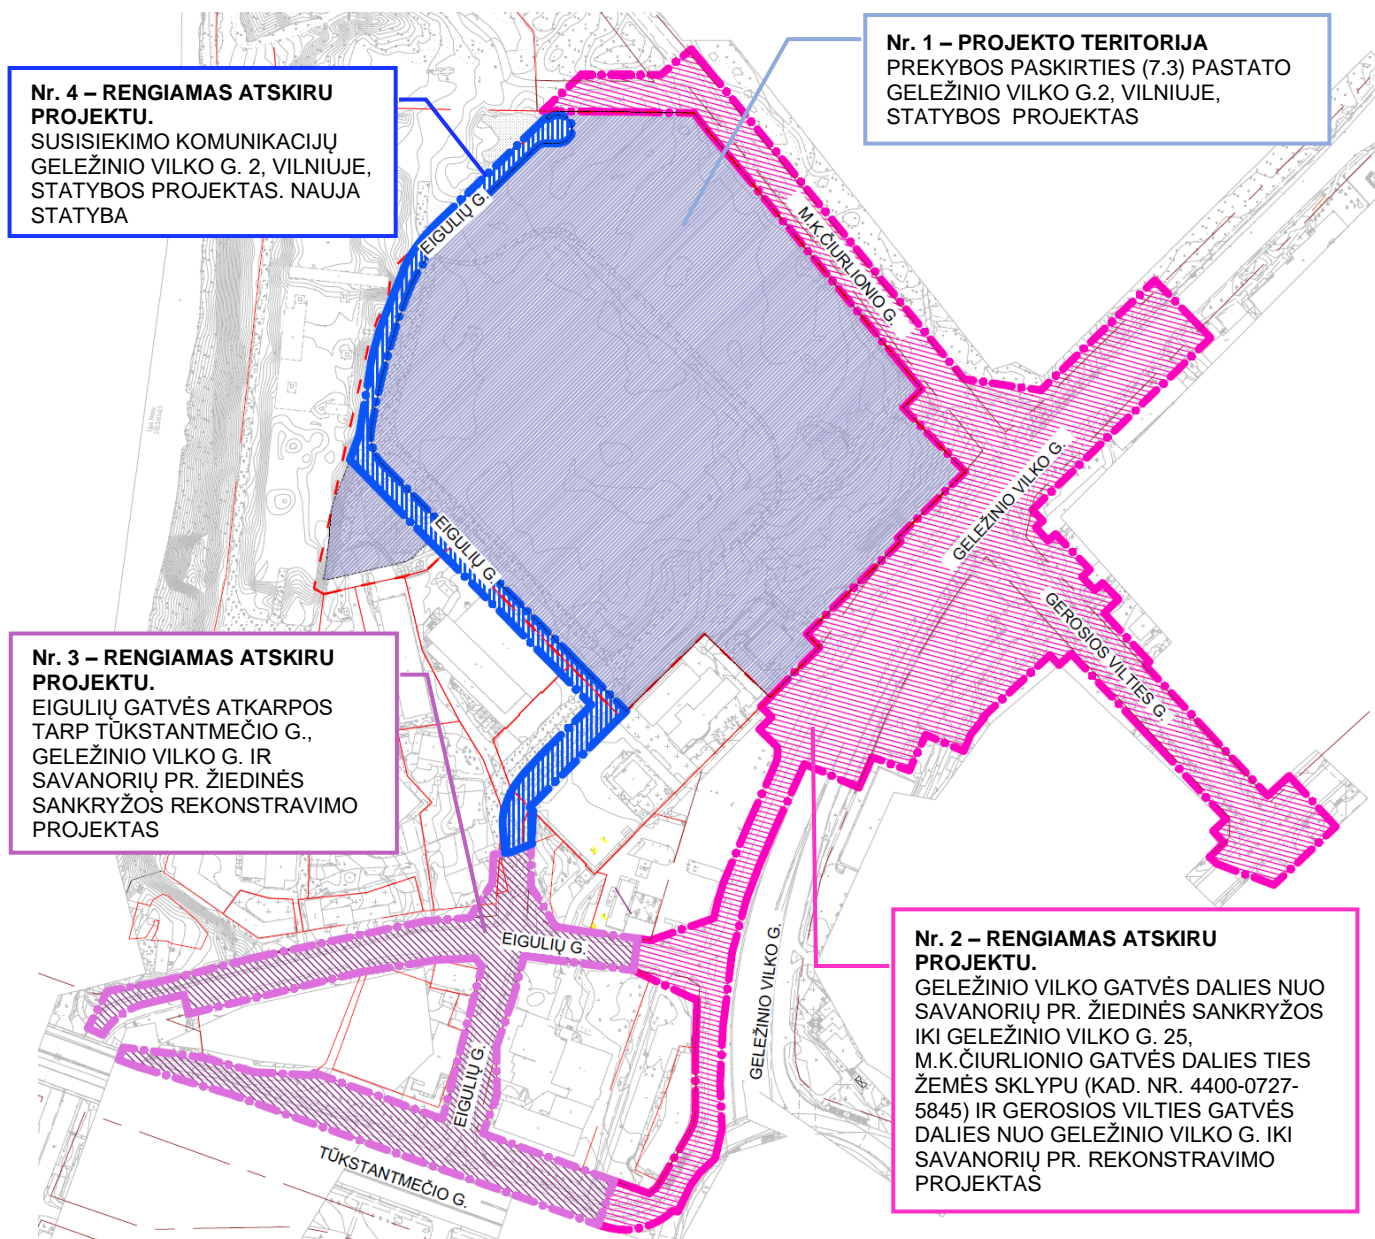 Nr. 1 – PROJEKTO TERITORIJA
PREKYBOS PASKIRTIES (7.3) PASTATO
GELEŽINIO VILKO G.2, VILNIUJE,
STATYBOS PROJEKTAS
Nr. 4 – RENGIAMAS ATSKIRU
PROJEKTU.
SUSISIEKIMO KOMUNIKACIJŲ
GELEŽINIO VILKO G. 2, VILNIUJE,
STATYBOS PROJEKTAS. NAUJA
STATYBA
EIGULIŲ G.
M.K.ČIURLIONIO G.
GELEŽINIO VILKO G.
EIGULIŲ G.
GEROSIOS VILTIES G.
Nr. 3 – RENGIAMAS ATSKIRU
PROJEKTU.
EIGULIŲ GATVĖS ATKARPOS
TARP TŪKSTANTMEČIO G.,
GELEŽINIO VILKO G. IR
SAVANORIŲ PR. ŽIEDINĖS
SANKRYŽOS REKONSTRAVIMO
PROJEKTAS
EIGULIŲ G.
GELEŽINIO VILKO G.
EIGULIŲ G.
TŪKSTANTMEČIO G.
Nr. 2 – RENGIAMAS ATSKIRU
PROJEKTU.
GELEŽINIO VILKO GATVĖS DALIES NUO
SAVANORIŲ PR. ŽIEDINĖS SANKRYŽOS
IKI GELEŽINIO VILKO G. 25,
M.K.ČIURLIONIO GATVĖS DALIES TIES
ŽEMĖS SKLYPU (KAD. NR. 4400-0727-
5845) IR GEROSIOS VILTIES GATVĖS
DALIES NUO GELEŽINIO VILKO G. IKI
SAVANORIŲ PR. REKONSTRAVIMO
PROJEKTAS